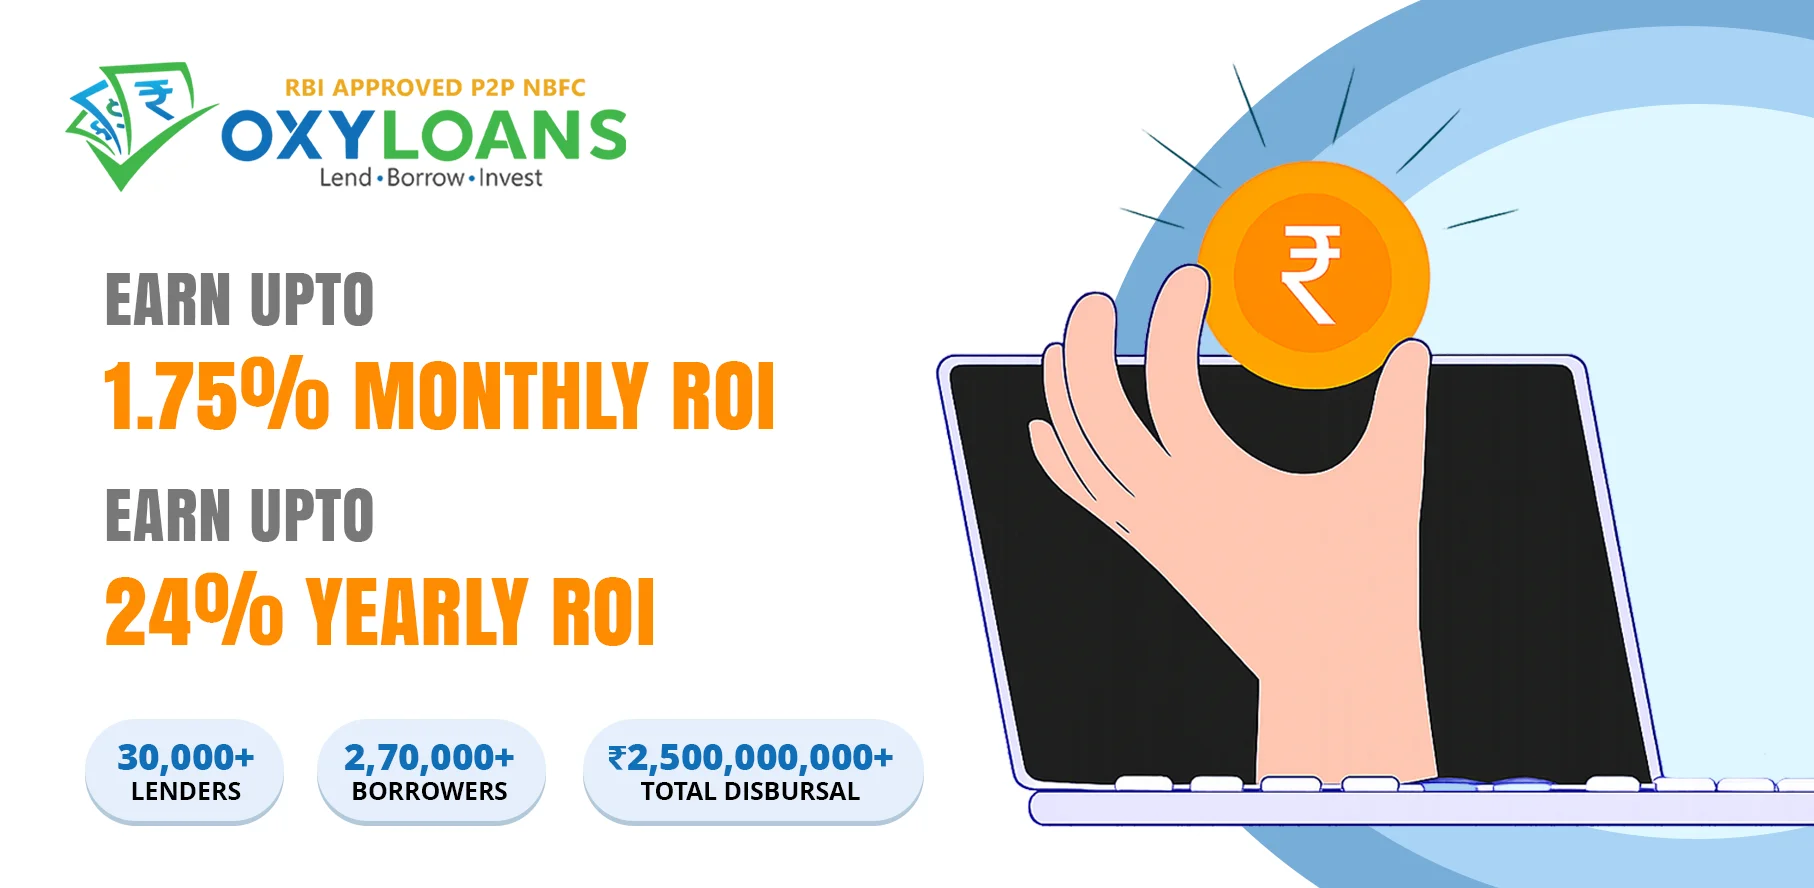 RBI APPROVED P2P NBFC
OXYLOANS
Lend • Borrow • Invest
EARN UPTO
1.75% MONTHLY ROI
EARN UPTO
24% YEARLY ROI
30,000+
LENDERS
2,70,000+
BORROWERS
₹2,500,000,000+
TOTAL DISBURSAL